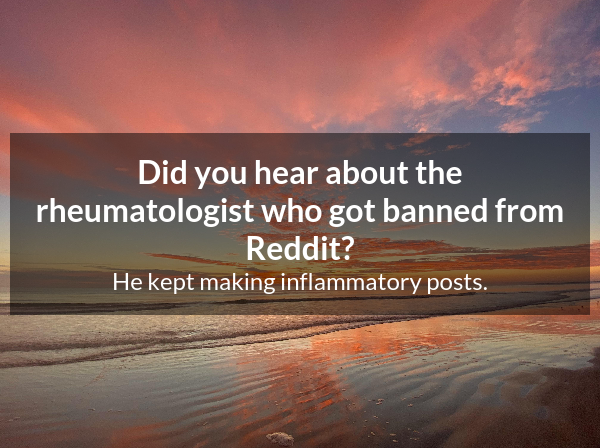 Did you hear about the
rheumatologist who got banned from
Reddit?
He kept making inflammatory posts.